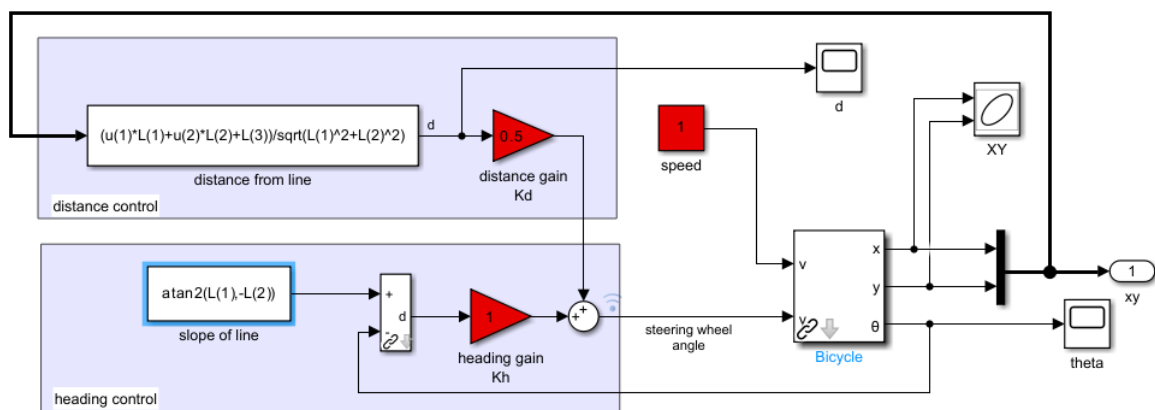 (u(1)*L(1)+u(2)*L(2)+L(3))/sqrt(L(1)^2+L(2)^2)
distance from line
d
0.5
distance gain
Kd
distance control
d
1
speed
XY
atan2(L(1),-L(2))
slope of line
+
-
d
1
heading gain
Kh
+
+
steering wheel
angle
heading control
v
γ
x
y
θ
Bicycle
1
xy
theta